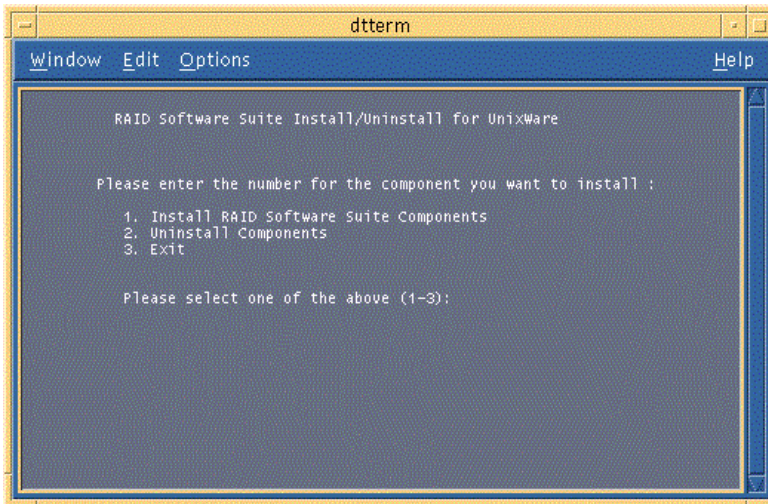 dtterm
Window Edit Options Help
RAID Software Suite Install/Uninstall for UnixWare
Please enter the number for the component you want to install :
1. Install RAID Software Suite Components
2. Uninstall Components
3. Exit
Please select one of the above (1-3):